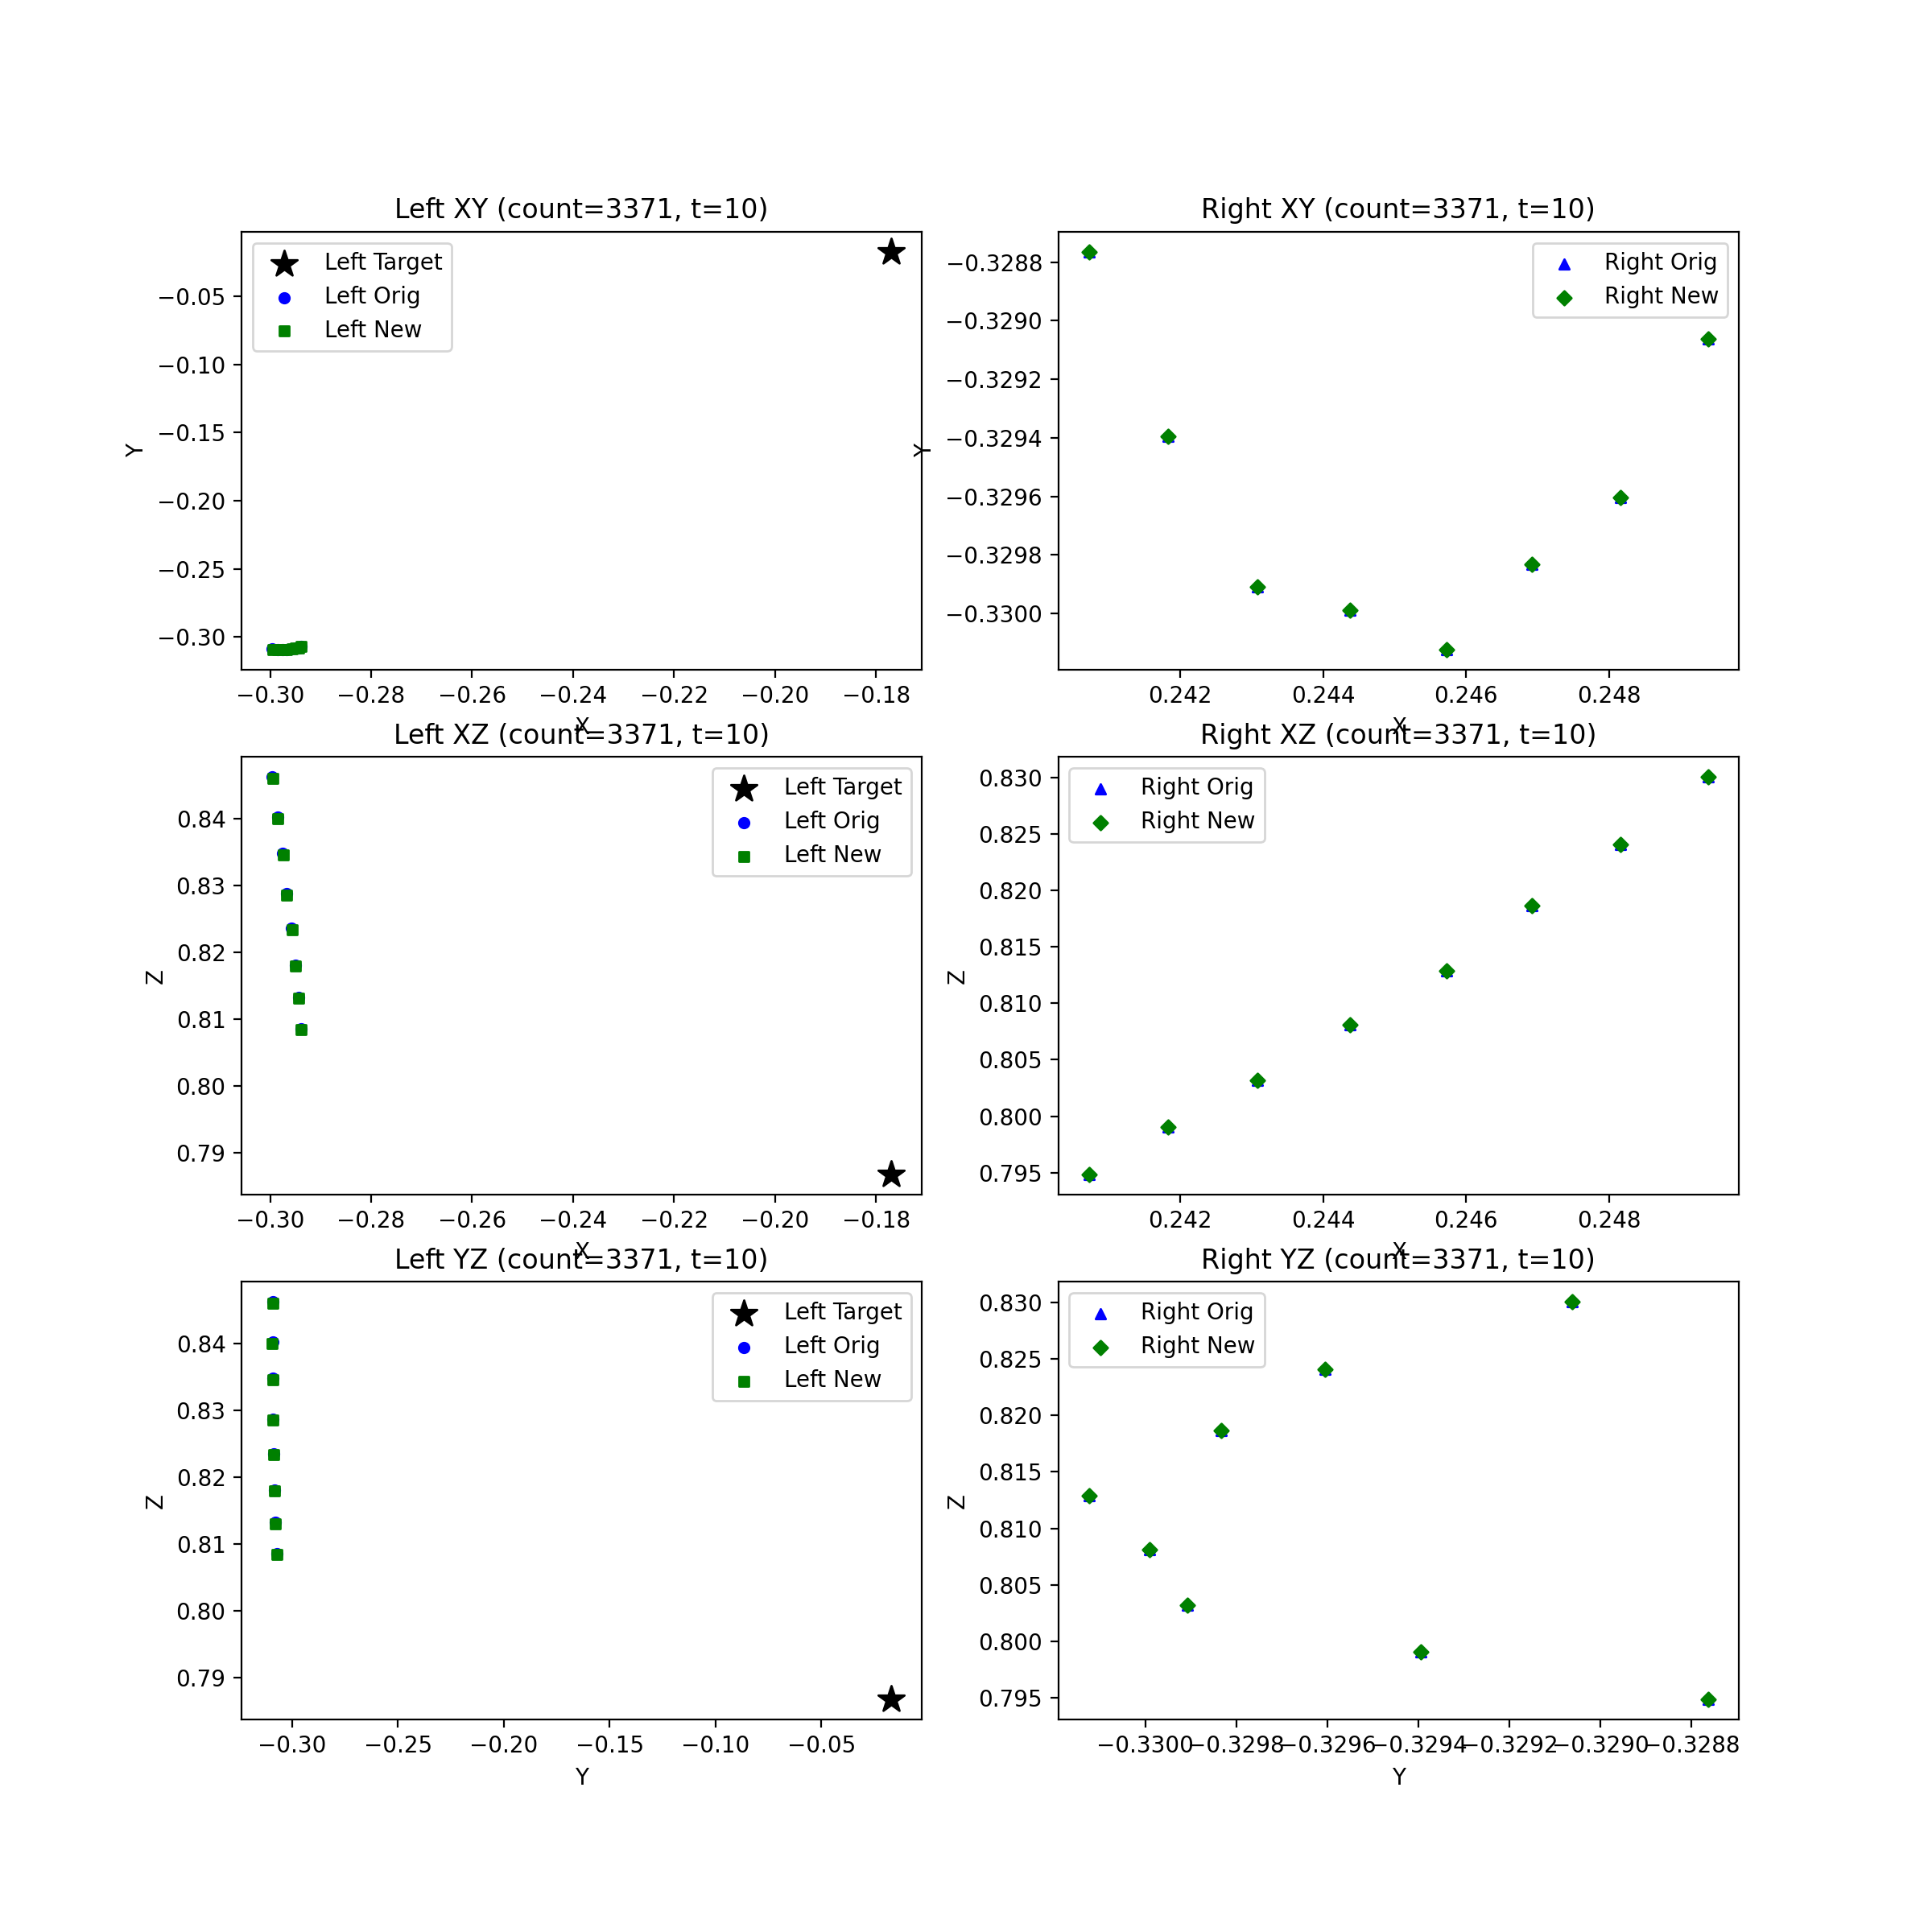 Left XY (count=3371, t=10)
Left Target
Left Orig
Left New
Y
−0.05
−0.10
−0.15
−0.20
−0.25
−0.30
−0.30 −0.28 −0.26 −0.24 −0.22 −0.20 −0.18
X
Right XY (count=3371, t=10)
Right Orig
Right New
Y
−0.3288
−0.3290
−0.3292
−0.3294
−0.3296
−0.3298
−0.3300
0.242 0.244 0.246 0.248
X
Left XZ (count=3371, t=10)
Left Target
Left Orig
Left New
Z
0.84
0.83
0.82
0.81
0.80
0.79
−0.30 −0.28 −0.26 −0.24 −0.22 −0.20 −0.18
X
Right XZ (count=3371, t=10)
Right Orig
Right New
Z
0.830
0.825
0.820
0.815
0.810
0.805
0.800
0.795
0.242 0.244 0.246 0.248
X
Left YZ (count=3371, t=10)
Left Target
Left Orig
Left New
Z
0.84
0.83
0.82
0.81
0.80
0.79
−0.30 −0.25 −0.20 −0.15 −0.10 −0.05
Y
Right YZ (count=3371, t=10)
Right Orig
Right New
Z
0.830
0.825
0.820
0.815
0.810
0.805
0.800
0.795
−0.3300 −0.3298 −0.3296 −0.3294 −0.3292 −0.3290 −0.3288
Y